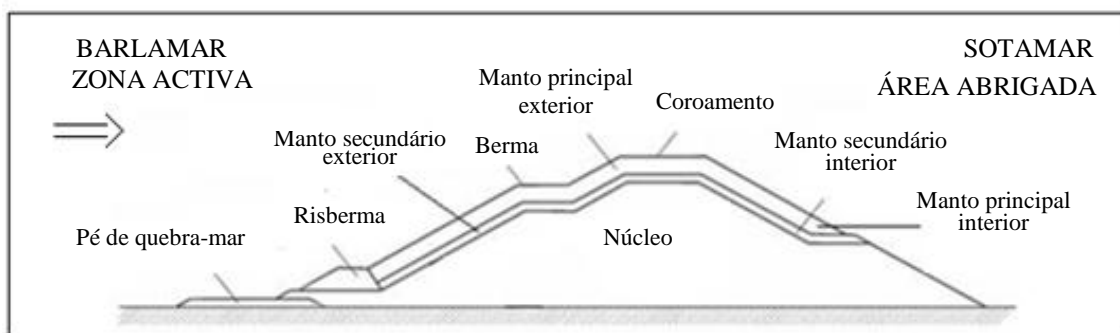 BARLAMAR
ZONA ACTIVA
SOTAMAR
ÁREA ABRIGADA
Manto principal
exterior
Coroamento
Manto secundário
exterior
Berma
Manto secundário
interior
Risberma
Manto principal
interior
Pé de quebra-mar
Núcleo